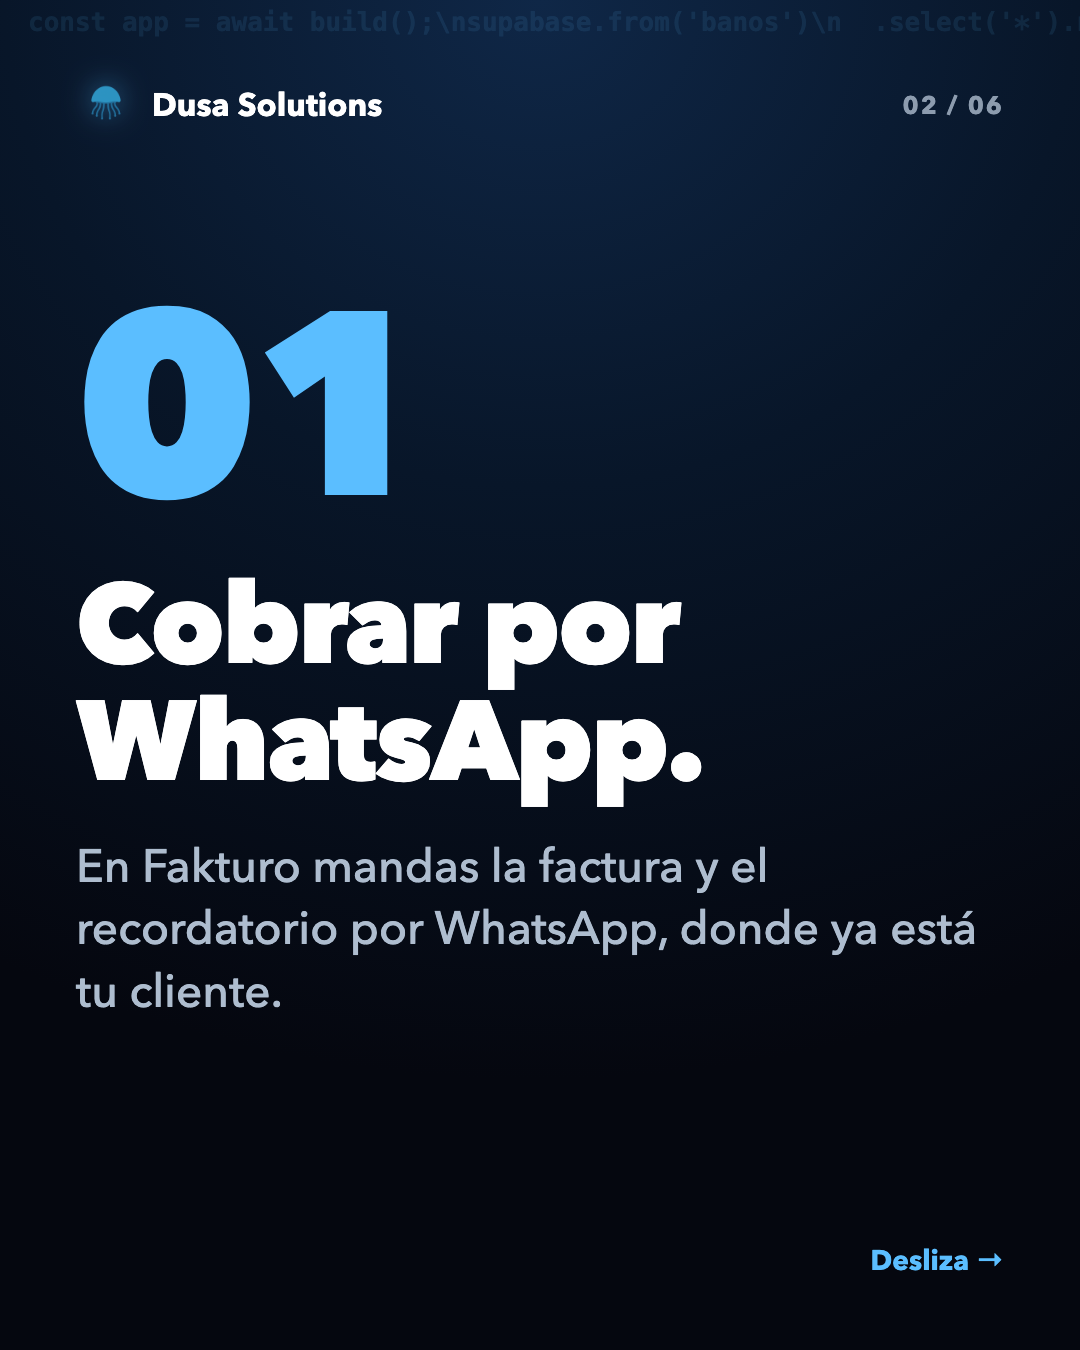 const app = await build();\nsupabase.from('banos')\n  .select('*').
Dusa Solutions
02 / 06
01
Cobrar por
WhatsApp.
En Fakturo mandas la factura y el
recordatorio por WhatsApp, donde ya está
tu cliente.
Desliza →